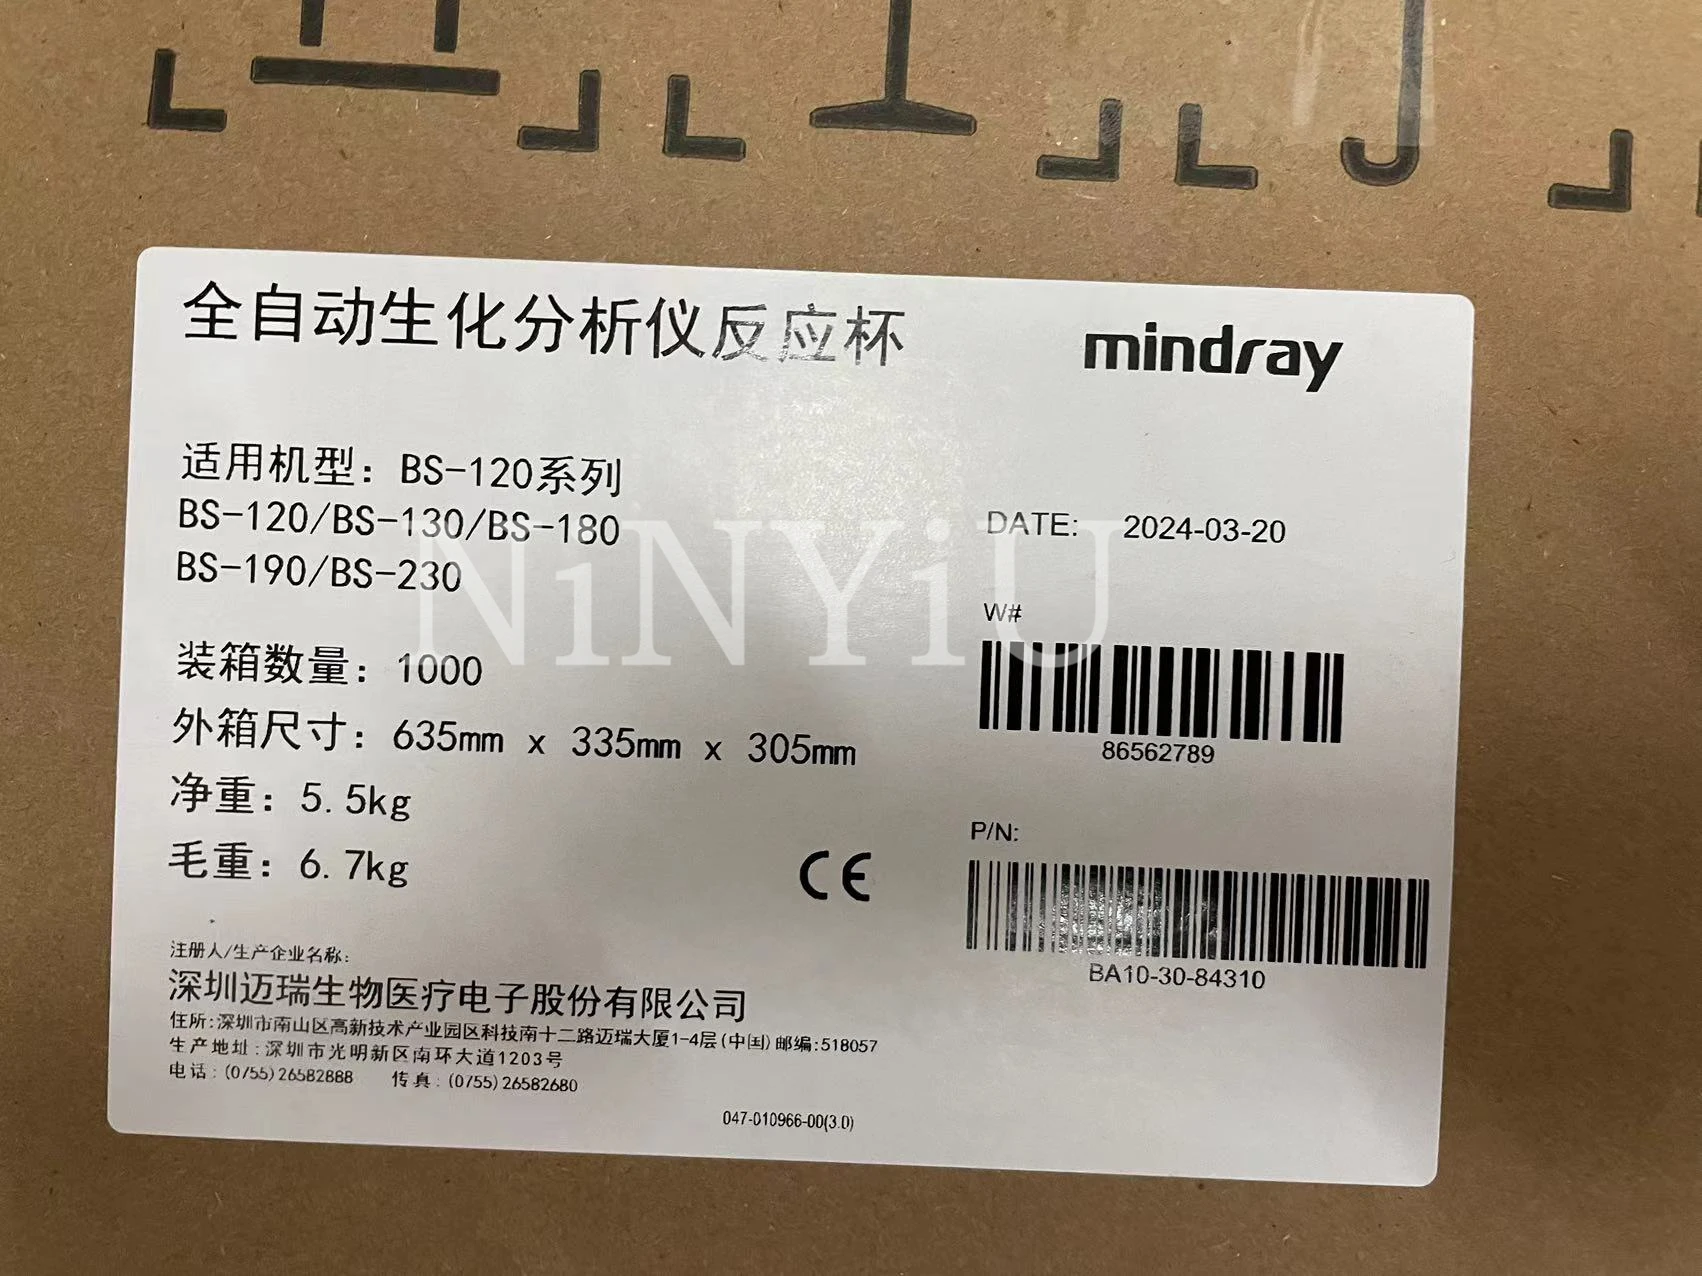 全自动生化分析仪反应杯
mindray
适用机型：BS-120系列
BS-120/BS-130/BS-180
BS-190/BS-230
DATE: 2024-03-20
NiNYiU
W#
86562789
装箱数量：1000
外箱尺寸：635mm x 335mm x 305mm
净重：5.5kg
毛重：6.7kg
CE
P/N:
BA10-30-84310
注册人/生产企业名称：
深圳迈瑞生物医疗电子股份有限公司
住所:深圳市南山区高新技术产业园区科技南十二路迈瑞大厦1-4层(中国)邮编:518057
生产地址:深圳市光明新区南环大道1203号
电话:(0755)26582888 传真:(0755)26582680
047-010966-00(3.0)